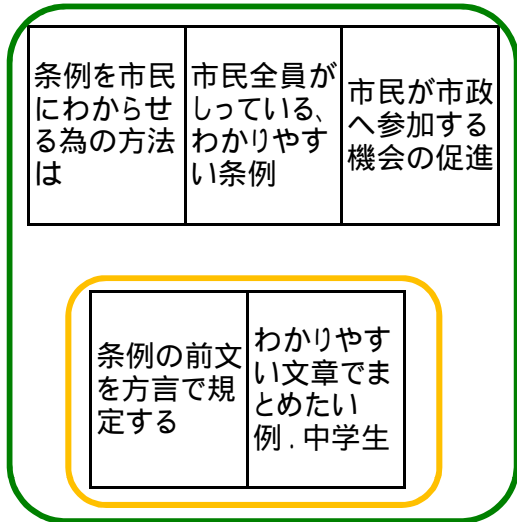 条例を市民
にわからせ
る為の方法
は
市民全員が
しっている、
わかりやす
い条例
市民が市政
へ参加する
機会の促進
条例の前文
を方言で規
定する
わかりやす
い文章でま
とめたい
例．中学生